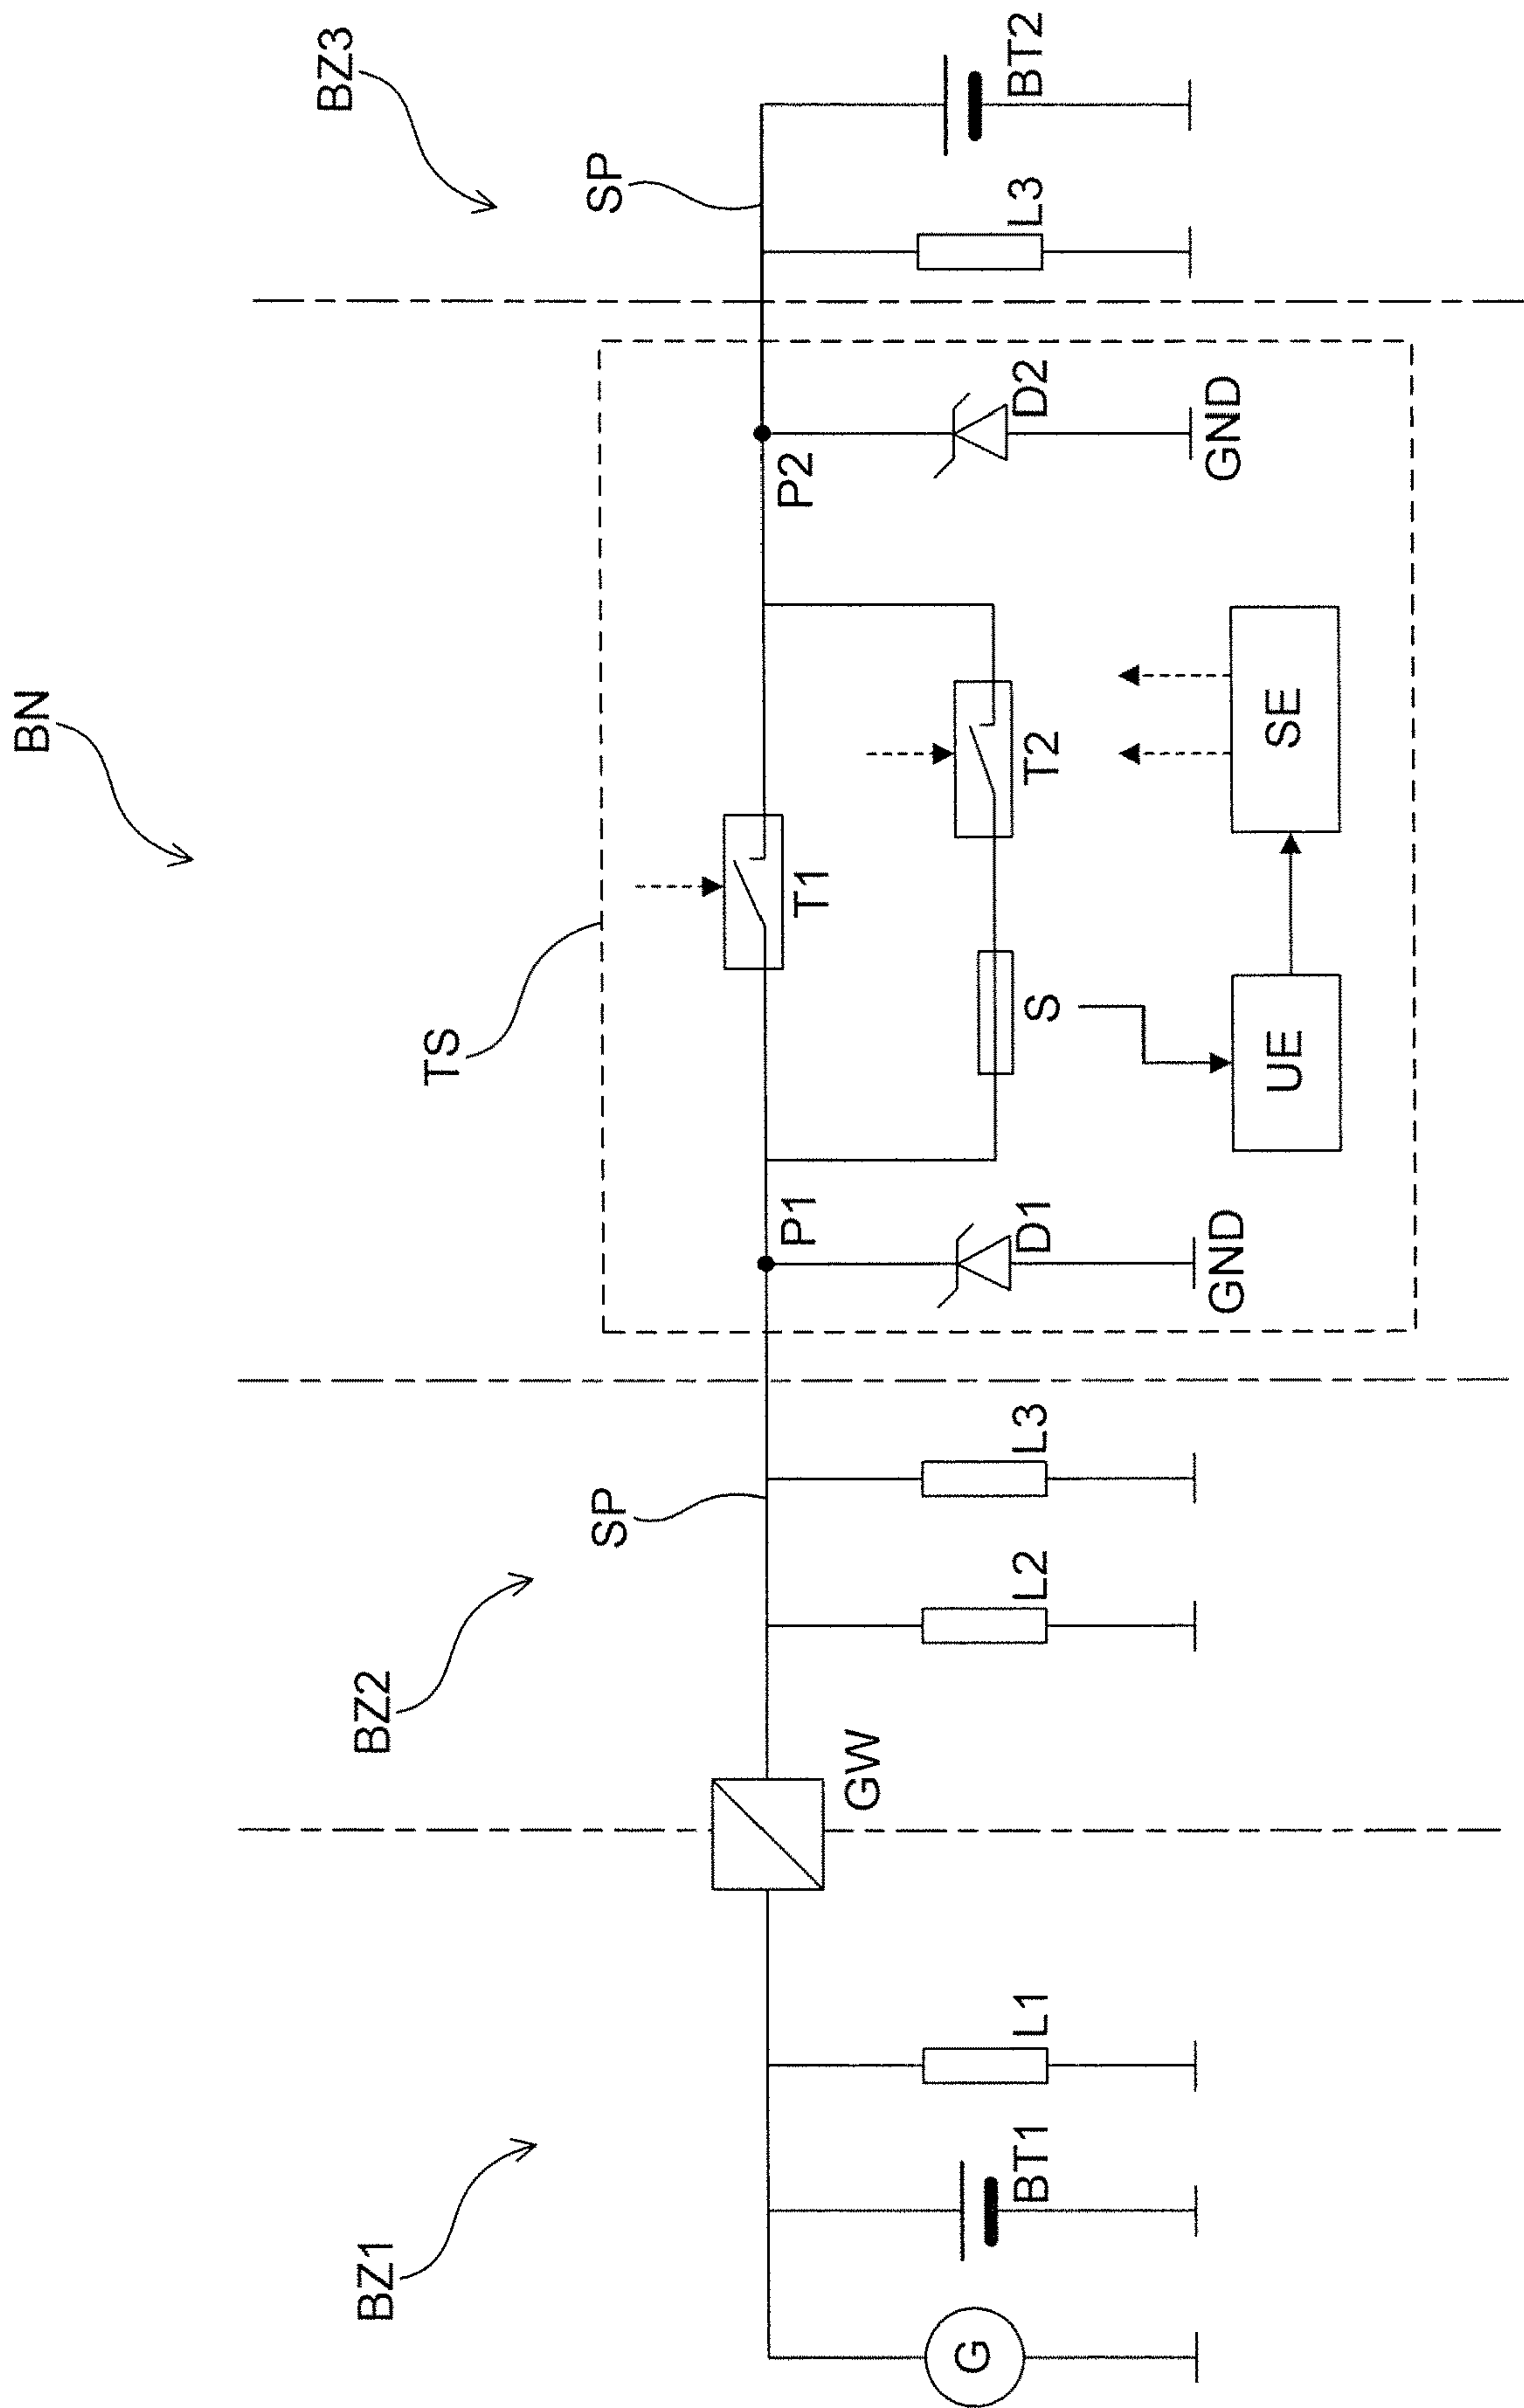 BN
BZ1
BZ2
BZ3
TS
SP
SP
GW
P1
P2
T1
T2
S
G
BT1
L1
L2
L3
D1
D2
L3
BT2
GND
GND
UE
SE